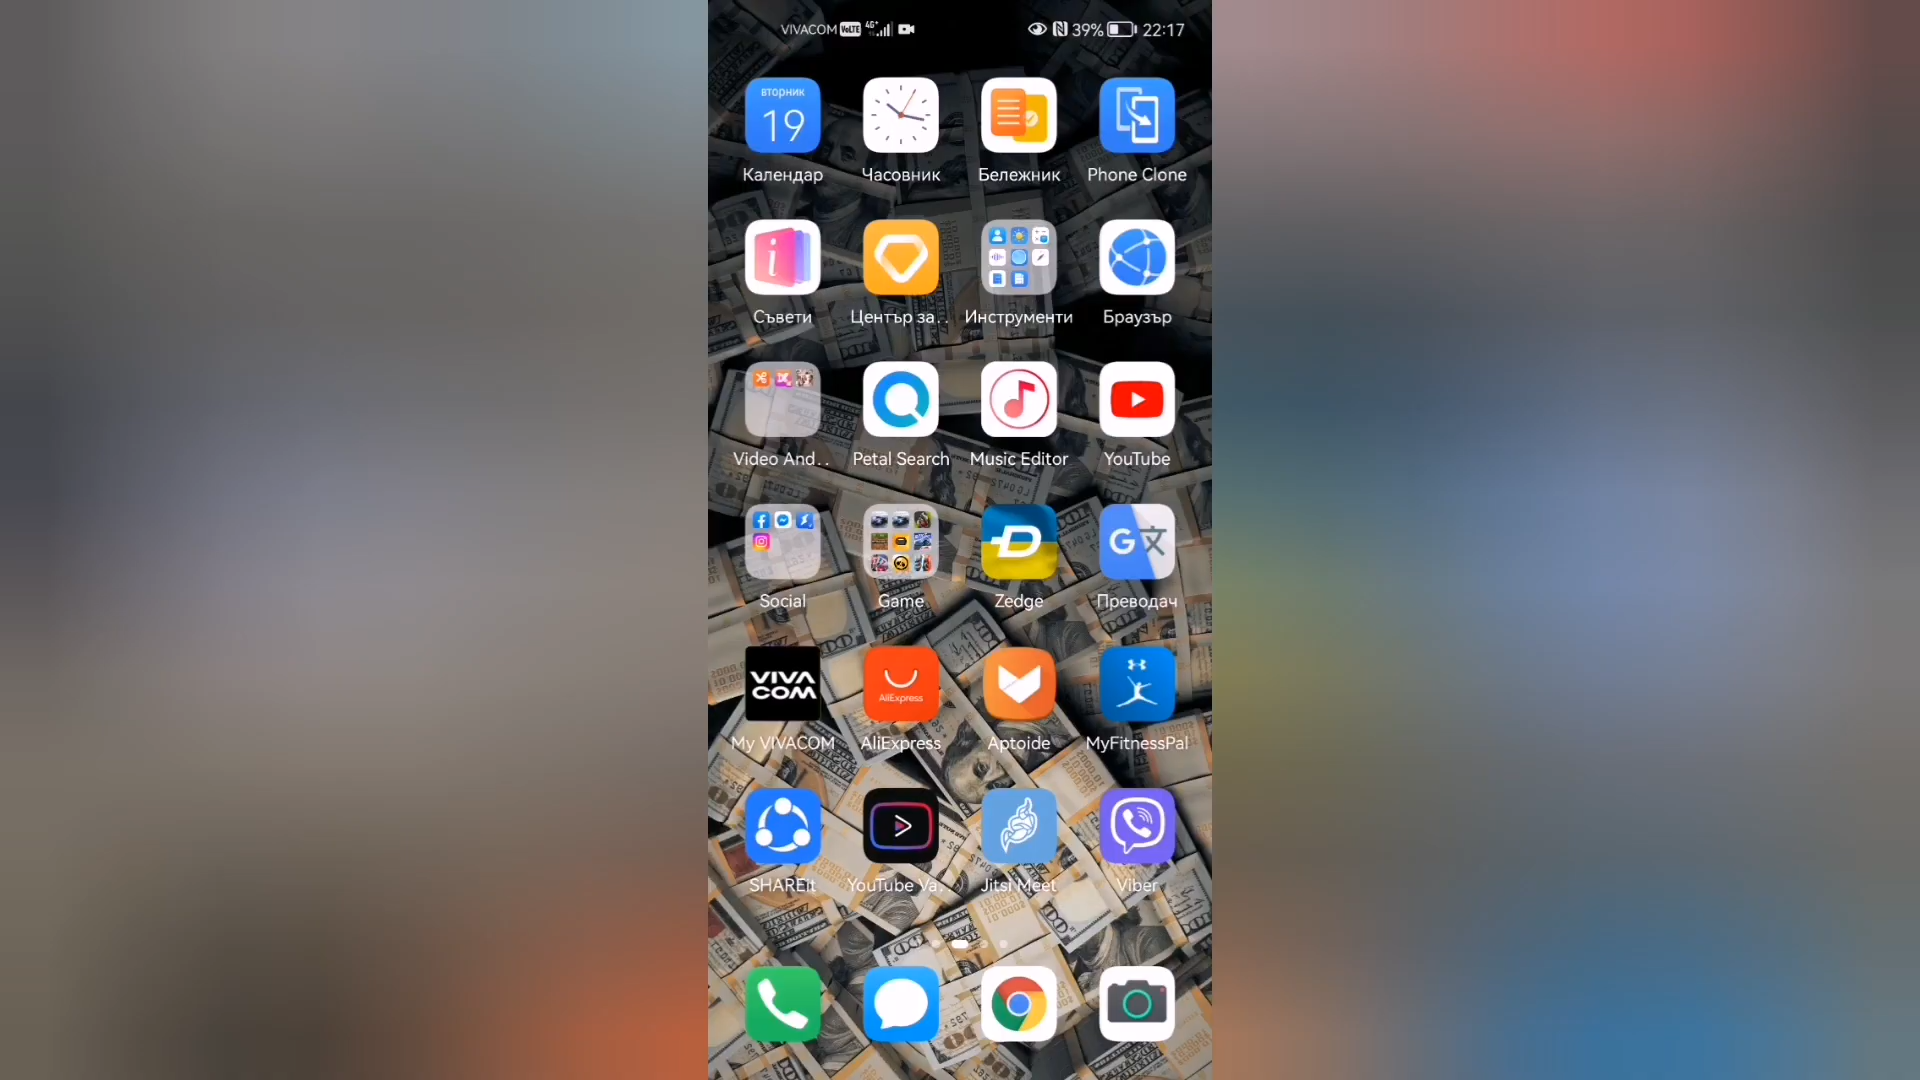 VIVACOM VoLTE 4G+ 39% 22:17
вторник
19
Календар Часовник Бележник Phone Clone
Съвети Център за.. Инструменти Браузър
Video And.. Petal Search Music Editor YouTube
Social Game Zedge Преводач
VIVA
COM
AliExpress
My VIVACOM AliExpress Aptoide MyFitnessPal
SHAREit YouTube Va.. Jitsi Meet Viber